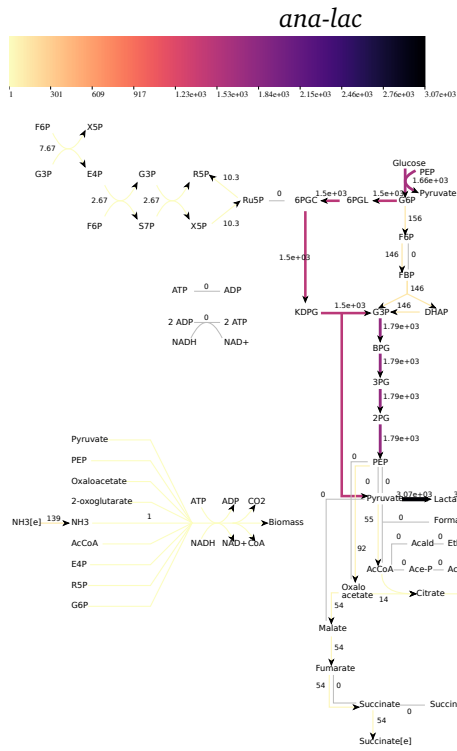 ana-lac
1 301 609 917 1.23e+03 1.53e+03 1.84e+03 2.15e+03 2.46e+03 2.76e+03 3.07e+03
F6P X5P
7.67
G3P E4P G3P R5P 10.3
2.67 2.67
F6P S7P X5P 10.3
Ru5P 0 6PGC 1.5e+03 6PGL 1.5e+03 G6P
Glucose
PEP
1.66e+03
Pyruvate
156
F6P
146 0
FBP
146
ATP 0 ADP
1.5e+03
KDPG 1.5e+03 G3P 146 DHAP
2 ADP 0 2 ATP
NADH NAD+
1.79e+03
BPG
1.79e+03
3PG
1.79e+03
2PG
1.79e+03
0 PEP
0 0
0 Pyruvate 3.07e+03 Lacta
Pyruvate
PEP
Oxaloacetate
2-oxoglutarate
NH3[e] 139 NH3 1
AcCoA
E4P
R5P
G6P
ATP ADP CO2
Biomass
NADH NAD+ CoA
55 0 Forma
0 Acald 0 Et
92
AcCoA 0 Ace-P 0 Ac
Oxalo
acetate 14 Citrate
54
Malate
54
Fumarate
54 0
Succinate 0 Succin
54
Succinate[e]